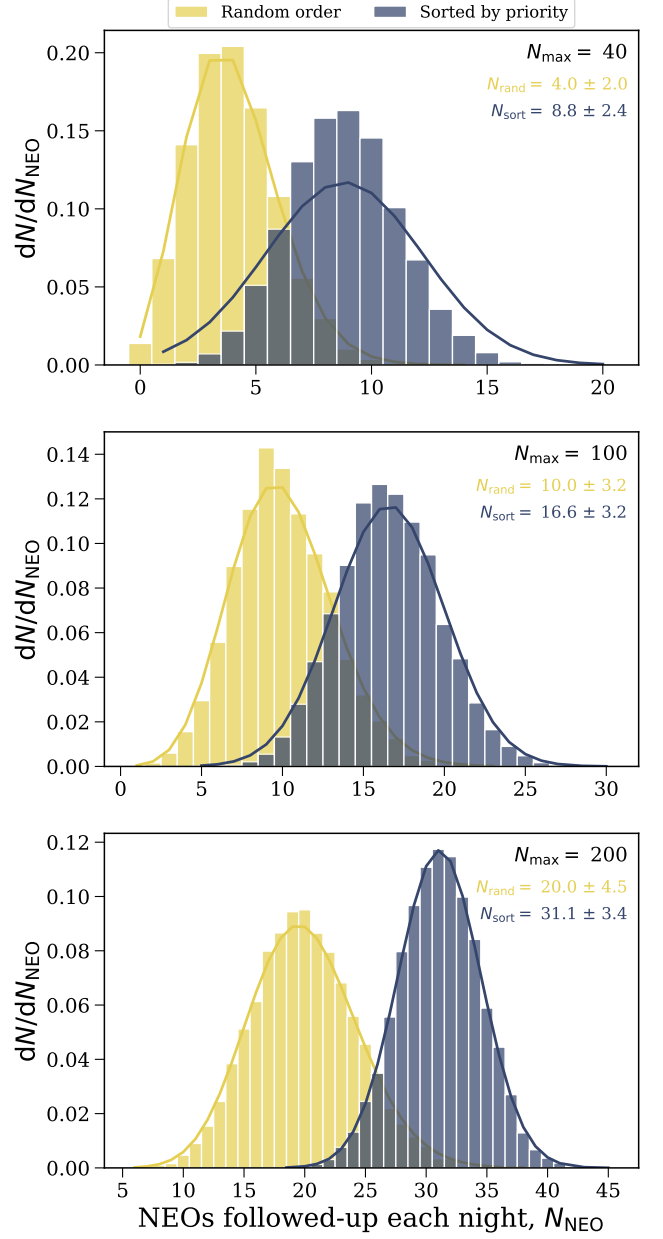 Random order Sorted by priority
N_max = 40
N_rand = 4.0 ± 2.0
N_sort = 8.8 ± 2.4
dN/dN_NEO
0.20
0.15
0.10
0.05
0.00
0 5 10 15 20
N_max = 100
N_rand = 10.0 ± 3.2
N_sort = 16.6 ± 3.2
dN/dN_NEO
0.14
0.12
0.10
0.08
0.06
0.04
0.02
0.00
0 5 10 15 20 25 30
N_max = 200
N_rand = 20.0 ± 4.5
N_sort = 31.1 ± 3.4
dN/dN_NEO
0.12
0.10
0.08
0.06
0.04
0.02
0.00
5 10 15 20 25 30 35 40 45
NEOs followed-up each night, N_NEO